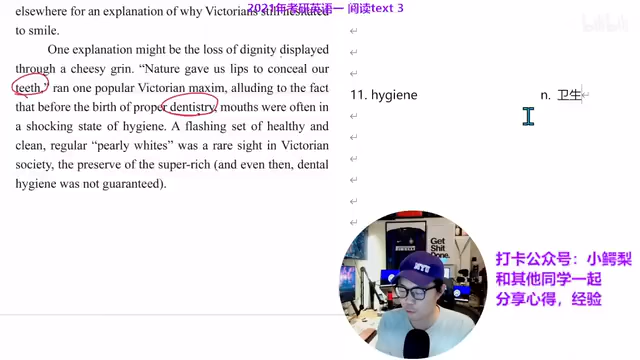 2021年考研英语一 阅读text 3
elsewhere for an explanation of why Victorians still hesitated
to smile.
One explanation might be the loss of dignity displayed
through a cheesy grin. “Nature gave us lips to conceal our
teeth,” ran one popular Victorian maxim, alluding to the fact
that before the birth of proper dentistry, mouths were often in
a shocking state of hygiene. A flashing set of healthy and
clean, regular “pearly whites” was a rare sight in Victorian
society, the preserve of the super-rich (and even then, dental
hygiene was not guaranteed).
11. hygiene n. 卫生
Get
Shit
Done.
NYU
打卡公众号：小鳄梨
和其他同学一起
分享心得，经验
bilibili